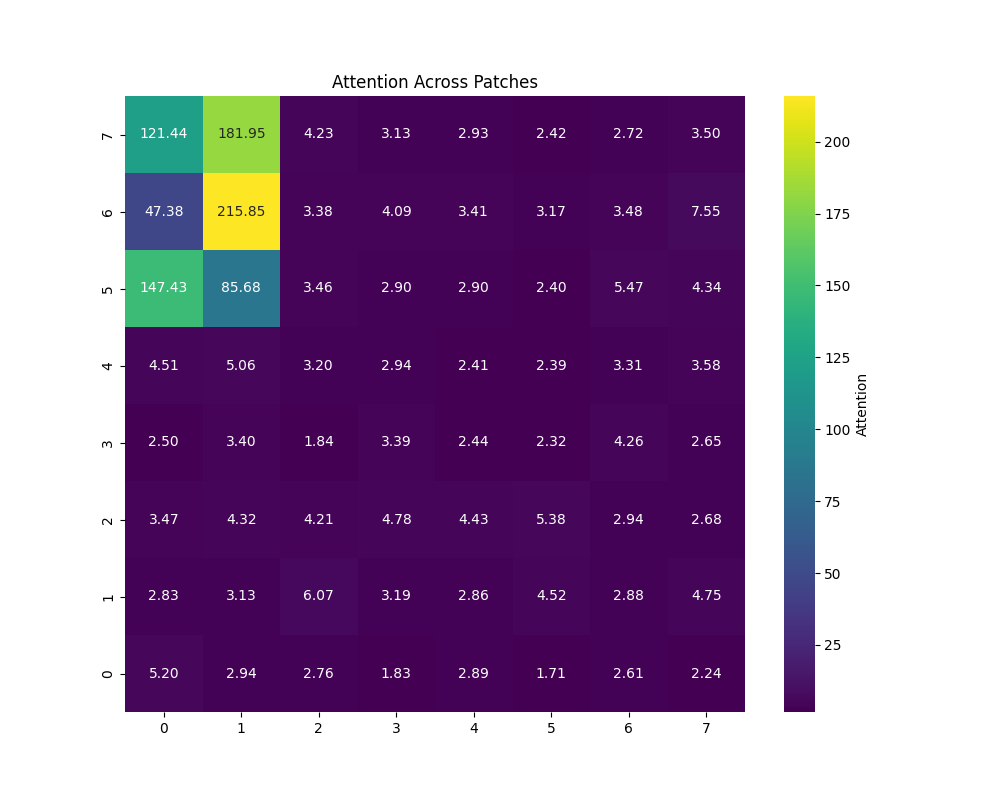 Attention Across Patches
7 121.44 181.95 4.23 3.13 2.93 2.42 2.72 3.50
6 47.38 215.85 3.38 4.09 3.41 3.17 3.48 7.55
5 147.43 85.68 3.46 2.90 2.90 2.40 5.47 4.34
4 4.51 5.06 3.20 2.94 2.41 2.39 3.31 3.58
3 2.50 3.40 1.84 3.39 2.44 2.32 4.26 2.65
2 3.47 4.32 4.21 4.78 4.43 5.38 2.94 2.68
1 2.83 3.13 6.07 3.19 2.86 4.52 2.88 4.75
0 5.20 2.94 2.76 1.83 2.89 1.71 2.61 2.24
0 1 2 3 4 5 6 7
200
175
150
125
100
75
50
25
Attention